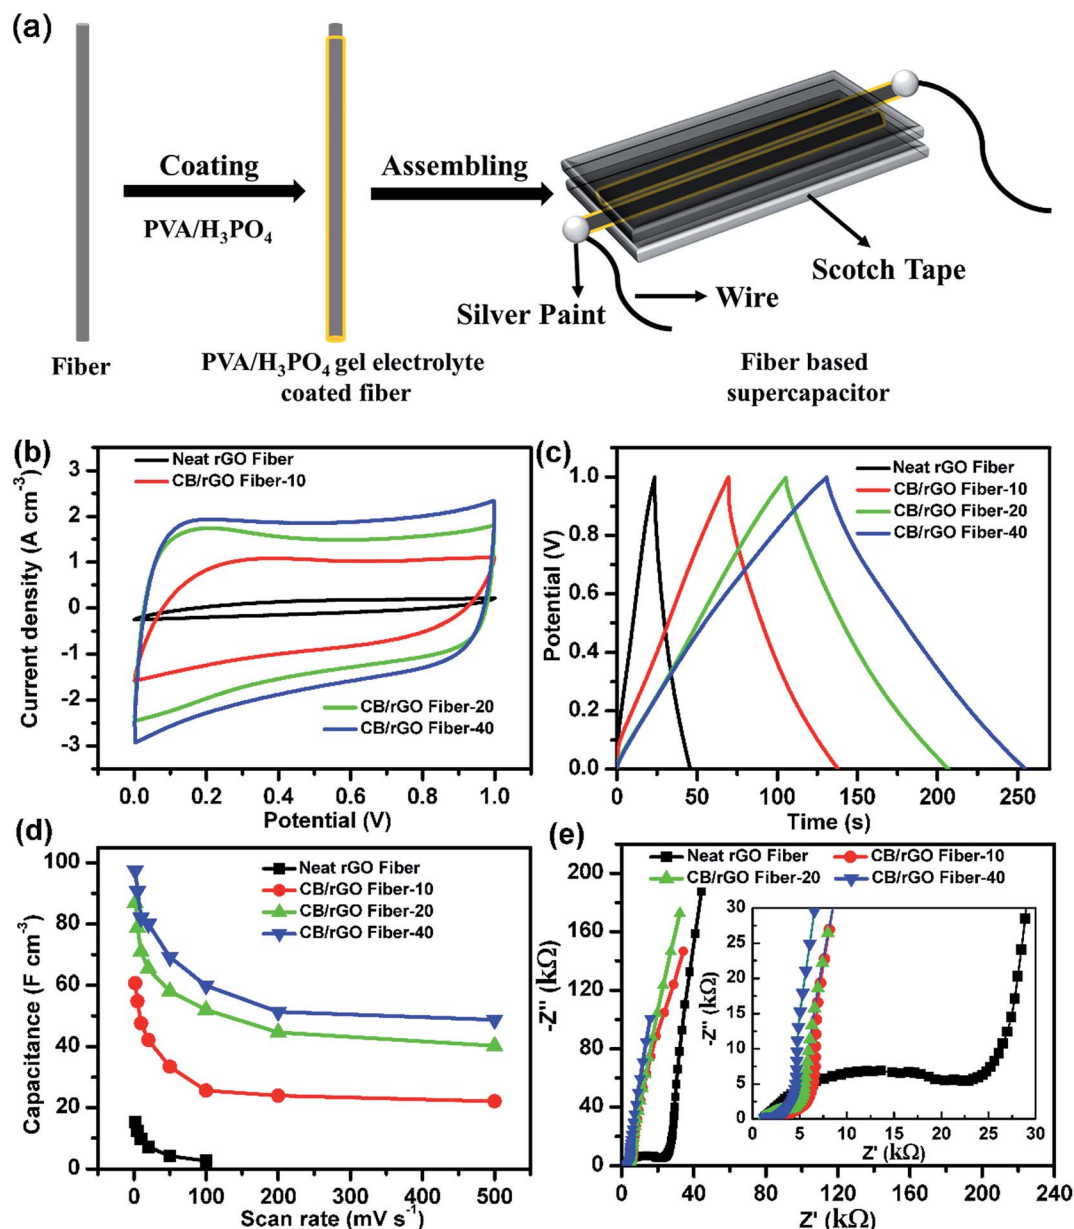 (a)
Coating
PVA/H₃PO₄
Assembling
Scotch Tape
Silver Paint
Wire
Fiber
PVA/H₃PO₄ gel electrolyte
coated fiber
Fiber based
supercapacitor
(b)
Neat rGO Fiber
CB/rGO Fiber-10
CB/rGO Fiber-20
CB/rGO Fiber-40
Current density (A cm⁻³)
3
2
1
0
-1
-2
-3
0.0 0.2 0.4 0.6 0.8 1.0
Potential (V)
(c)
Neat rGO Fiber
CB/rGO Fiber-10
CB/rGO Fiber-20
CB/rGO Fiber-40
Potential (V)
1.0
0.8
0.6
0.4
0.2
0.0
0 50 100 150 200 250
Time (s)
(d)
Neat rGO Fiber
CB/rGO Fiber-10
CB/rGO Fiber-20
CB/rGO Fiber-40
Capacitance (F cm⁻³)
100
80
60
40
20
0
0 100 200 300 400 500
Scan rate (mV s⁻¹)
(e)
Neat rGO Fiber CB/rGO Fiber-10
CB/rGO Fiber-20 CB/rGO Fiber-40
-Z'' (kΩ)
200
160
120
80
40
0
0 40 80 120 160 200 240
Z' (kΩ)
-Z'' (kΩ)
30
25
20
15
10
5
0
0 5 10 15 20 25 30
Z' (kΩ)